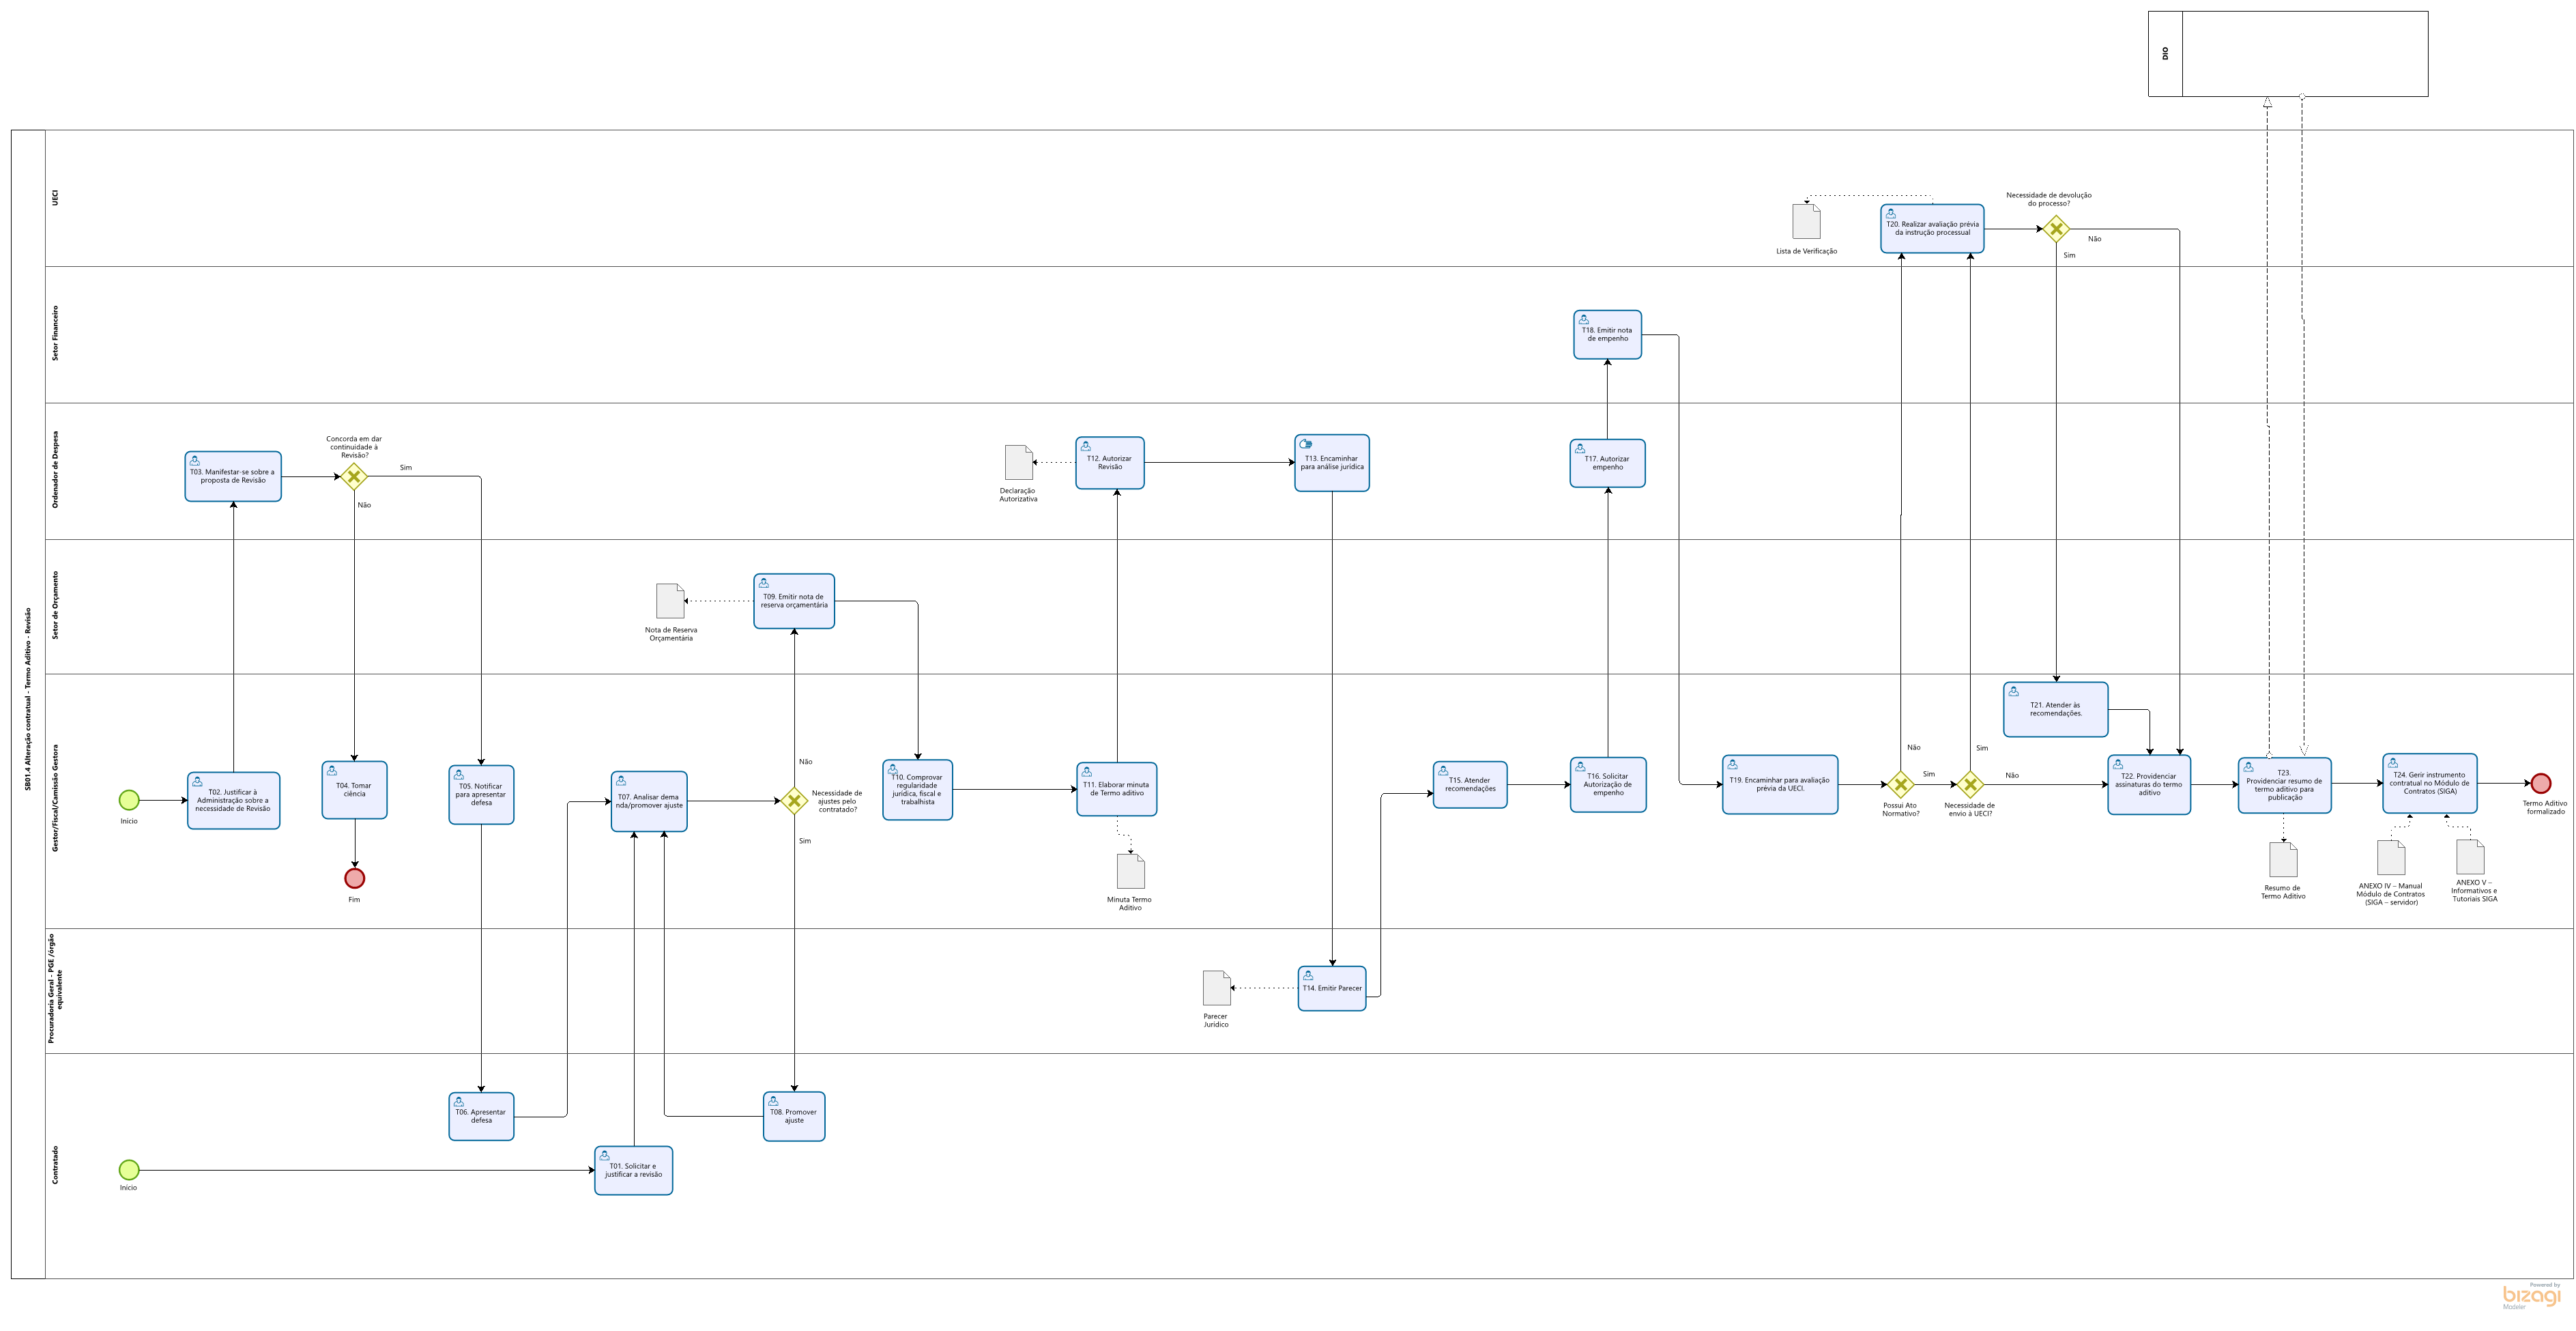 DIO
SB01.4 Alteração contratual - Termo Aditivo - Revisão
UECI
Necessidade de devolução
do processo?
T20. Realizar avaliação prévia
da instrução processual
Lista de Verificação
Não
Sim
Setor Financeiro
T18. Emitir nota
de empenho
Ordenador de Despesa
T03. Manifestar-se sobre a
proposta de Revisão
Concorda em dar
continuidade à
Revisão?
Sim
Não
Declaração
Autorizativa
T12. Autorizar
Revisão
T13. Encaminhar
para análise jurídica
T17. Autorizar
empenho
Setor de Orçamento
Nota de Reserva
Orçamentária
T09. Emitir nota de
reserva orçamentária
Gestor/Fiscal/Camissão Gestora
Início
T02. Justificar à
Administração sobre a
necessidade de Revisão
T04. Tomar
ciência
Fim
T05. Notificar
para apresentar
defesa
T07. Analisar dema
nda/promover ajuste
Não
Necessidade de
ajustes pelo
contratado?
Sim
T10. Comprovar
regularidade
jurídica, fiscal e
trabalhista
T11. Elaborar minuta
de Termo aditivo
Minuta Termo
Aditivo
T15. Atender
recomendações
T16. Solicitar
Autorização de
empenho
T19. Encaminhar para avaliação
prévia da UECI.
Não
Possui Ato
Normativo?
Sim
Sim
Necessidade de
envio à UECI?
Não
T21. Atender às
recomendações.
T22. Providenciar
assinaturas do termo
aditivo
T23.
Providenciar resumo de
termo aditivo para
publicação
Resumo de
Termo Aditivo
T24. Gerir instrumento
contratual no Módulo de
Contratos (SIGA)
ANEXO IV – Manual
Módulo de Contratos
(SIGA – servidor)
ANEXO V –
Informativos e
Tutoriais SIGA
Termo Aditivo
formalizado
Procuradoria Geral - PGE /órgão
equivalente
Parecer
Jurídico
T14. Emitir Parecer
Contratado
T06. Apresentar
defesa
T08. Promover
ajuste
Início
T01. Solicitar e
justificar a revisão
Powered by
bizagi
Modeler